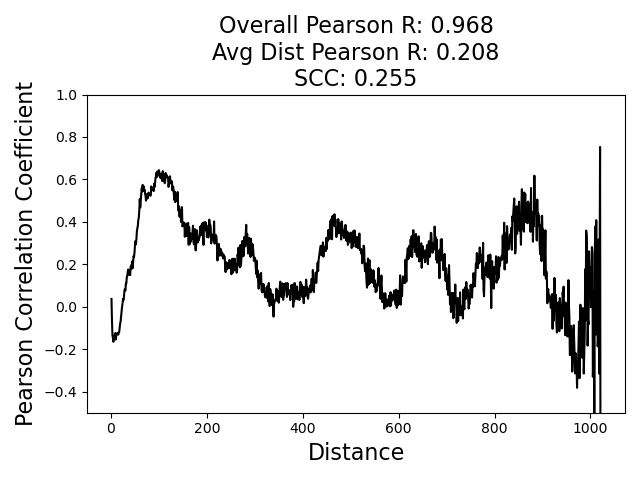 Overall Pearson R: 0.968
Avg Dist Pearson R: 0.208
SCC: 0.255
Pearson Correlation Coefficient
1.0
0.8
0.6
0.4
0.2
0.0
−0.2
−0.4
0 200 400 600 800 1000
Distance